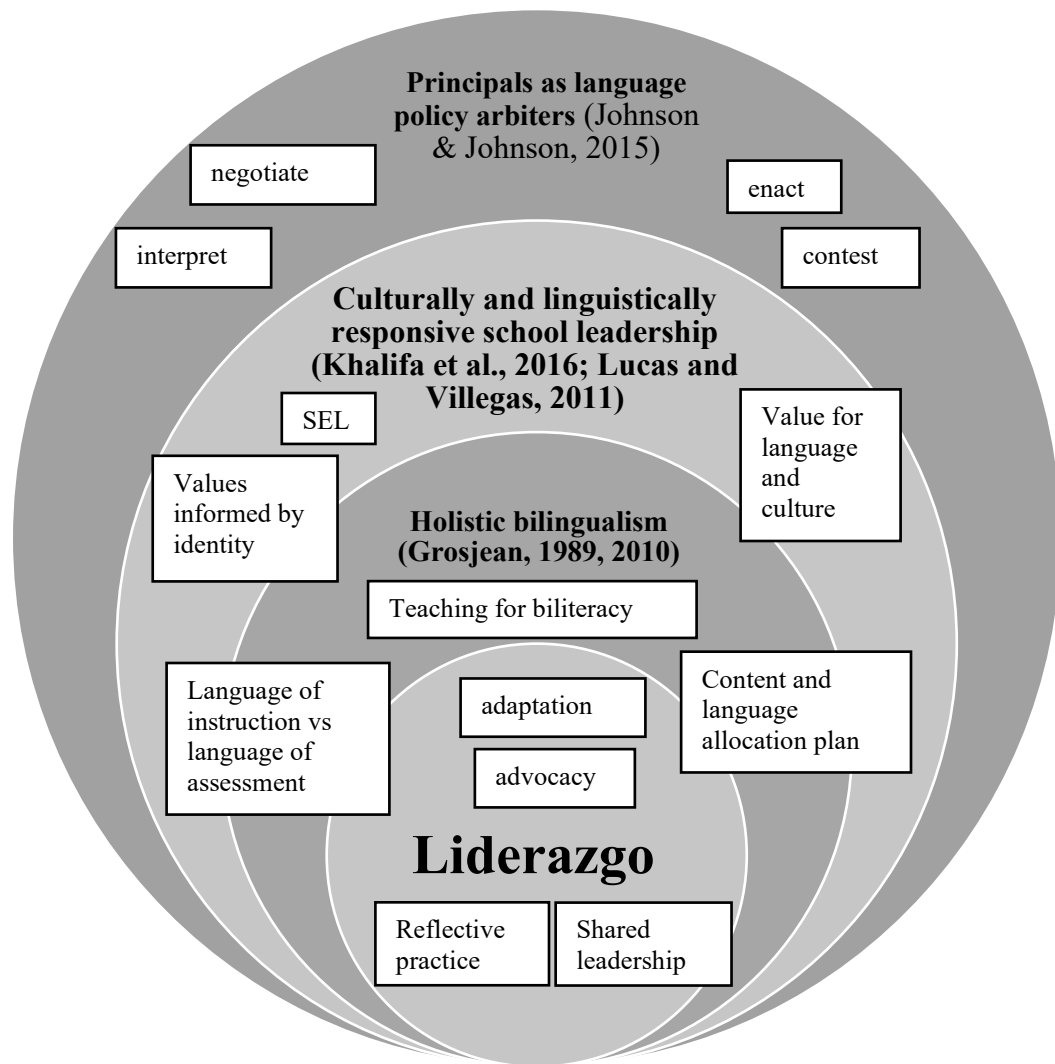 Principals as language
policy arbiters (Johnson
& Johnson, 2015)
negotiate
enact
interpret
contest
Culturally and linguistically
responsive school leadership
(Khalifa et al., 2016; Lucas and
Villegas, 2011)
SEL
Value for
language
and
culture
Values
informed by
identity
Holistic bilingualism
(Grosjean, 1989, 2010)
Teaching for biliteracy
Language of
instruction vs
language of
assessment
Content and
language
allocation plan
adaptation
advocacy
Liderazgo
Reflective
practice
Shared
leadership